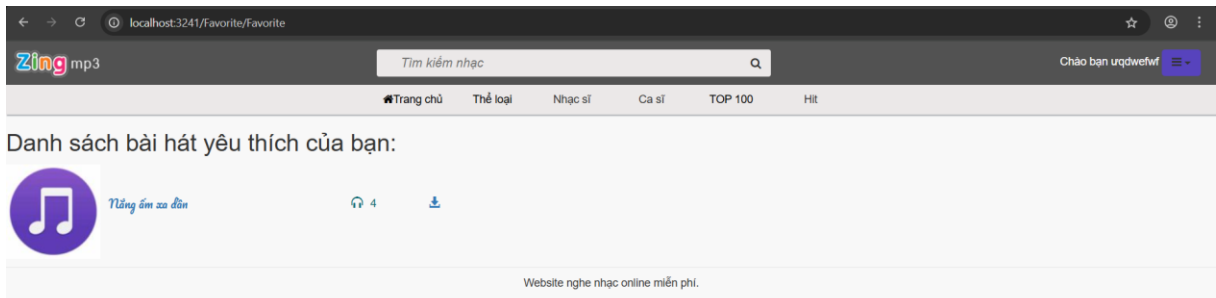 localhost:3241/Favorite/Favorite
Zing mp3
Tìm kiếm nhạc
Chào bạn ưqdwefwf
Trang chủ Thể loại Nhạc sĩ Ca sĩ TOP 100 Hit
Danh sách bài hát yêu thích của bạn:
Nắng ấm xa dần 4
Website nghe nhạc online miễn phí.